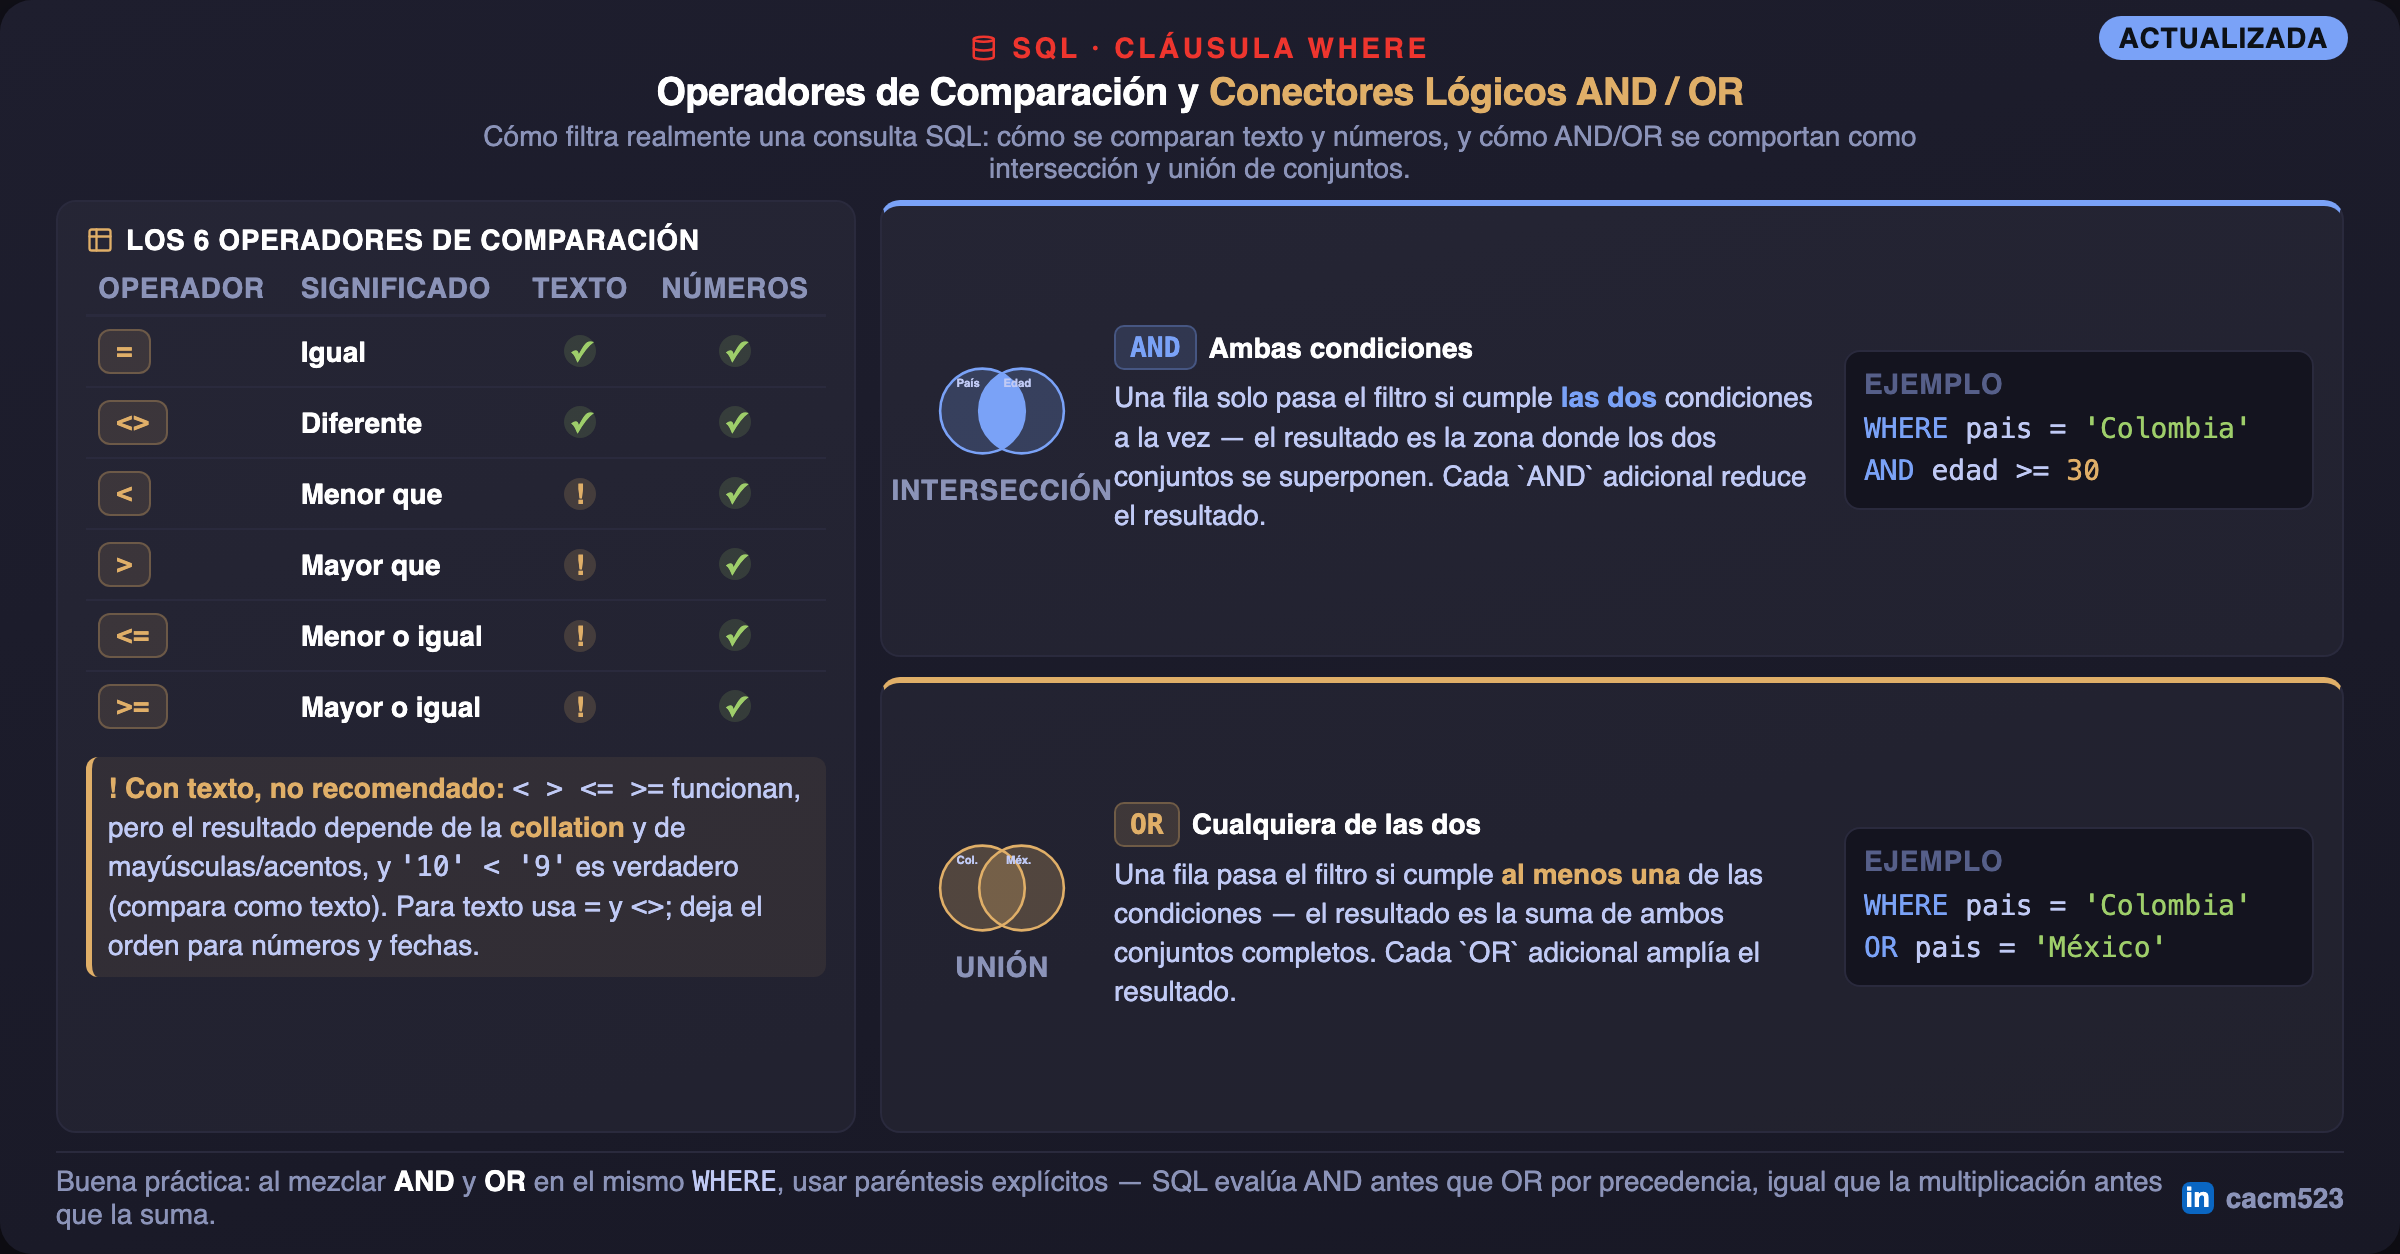 SQL · CLÁUSULA WHERE
ACTUALIZADA
Operadores de Comparación y Conectores Lógicos AND / OR
Cómo filtra realmente una consulta SQL: cómo se comparan texto y números, y cómo AND/OR se comportan como
intersección y unión de conjuntos.
LOS 6 OPERADORES DE COMPARACIÓN
OPERADOR SIGNIFICADO TEXTO NÚMEROS
= Igual ✓ ✓
<> Diferente ✓ ✓
< Menor que ! ✓
> Mayor que ! ✓
<= Menor o igual ! ✓
>= Mayor o igual ! ✓
! Con texto, no recomendado: < > <= >= funcionan,
pero el resultado depende de la collation y de
mayúsculas/acentos, y '10' < '9' es verdadero
(compara como texto). Para texto usa = y <>; deja el
orden para números y fechas.
País Edad
INTERSECCIÓN
AND Ambas condiciones
Una fila solo pasa el filtro si cumple las dos condiciones
a la vez — el resultado es la zona donde los dos
conjuntos se superponen. Cada `AND` adicional reduce
el resultado.
EJEMPLO
WHERE pais = 'Colombia'
AND edad >= 30
Col. Méx.
UNIÓN
OR Cualquiera de las dos
Una fila pasa el filtro si cumple al menos una de las
condiciones — el resultado es la suma de ambos
conjuntos completos. Cada `OR` adicional amplía el
resultado.
EJEMPLO
WHERE pais = 'Colombia'
OR pais = 'México'
Buena práctica: al mezclar AND y OR en el mismo WHERE, usar paréntesis explícitos — SQL evalúa AND antes que OR por precedencia, igual que la multiplicación antes
que la suma.
in cacm523